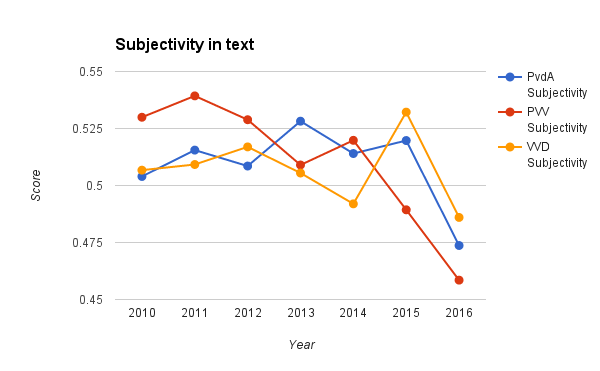 Subjectivity in text
0.55
0.525
0.5
0.475
0.45
Score
2010 2011 2012 2013 2014 2015 2016
Year
PvdA
Subjectivity
PVV
Subjectivity
VVD
Subjectivity